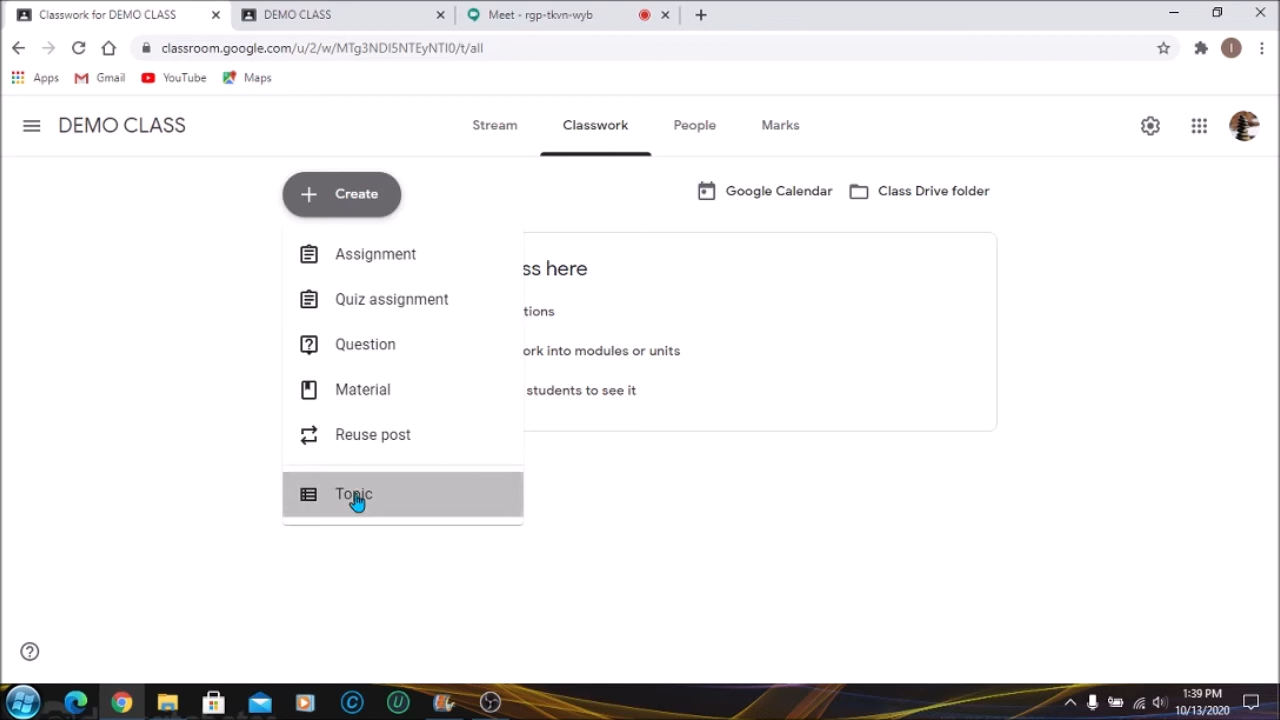 Classwork for DEMO CLASS
DEMO CLASS
Meet - rgp-tkvn-wyb
classroom.google.com/u/2/w/MTg3NDI5NTEyNTI0/t/all
Apps
Gmail
YouTube
Maps
DEMO CLASS
Stream
Classwork
People
Marks
Create
Google Calendar
Class Drive folder
Assignment
Quiz assignment
Question
Material
Reuse post
Topic
ss here
tions
ork into modules or units
students to see it
1:39 PM
10/13/2020